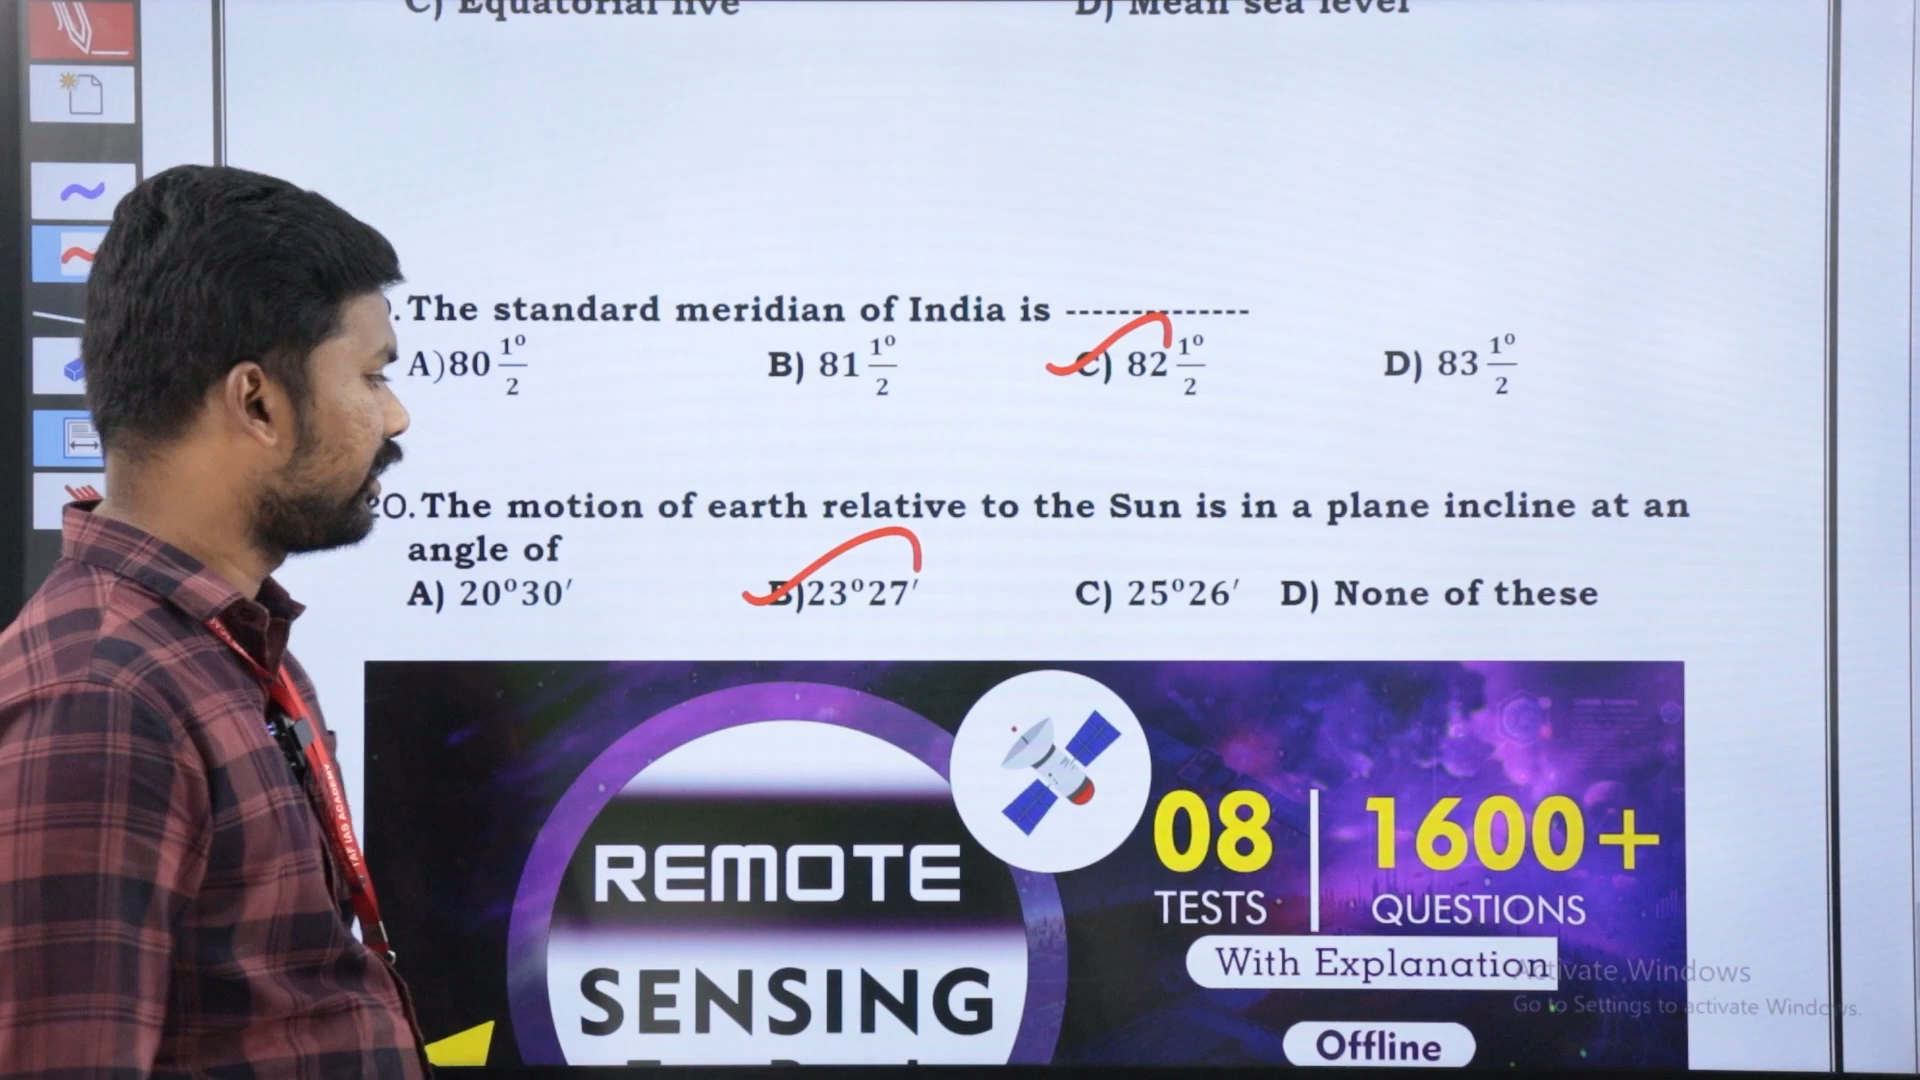 C) Equatorial live D) Mean sea level
.The standard meridian of India is -------------
A)80 1°/2 B) 81 1°/2 C) 82 1°/2 D) 83 1°/2
20.The motion of earth relative to the Sun is in a plane incline at an
angle of
A) 20°30′ B)23°27′ C) 25°26′ D) None of these
REMOTE
SENSING
08
TESTS
1600+
QUESTIONS
With Explanation
Offline
Activate Windows
Go to Settings to activate Windows.
IAS ACADEMY